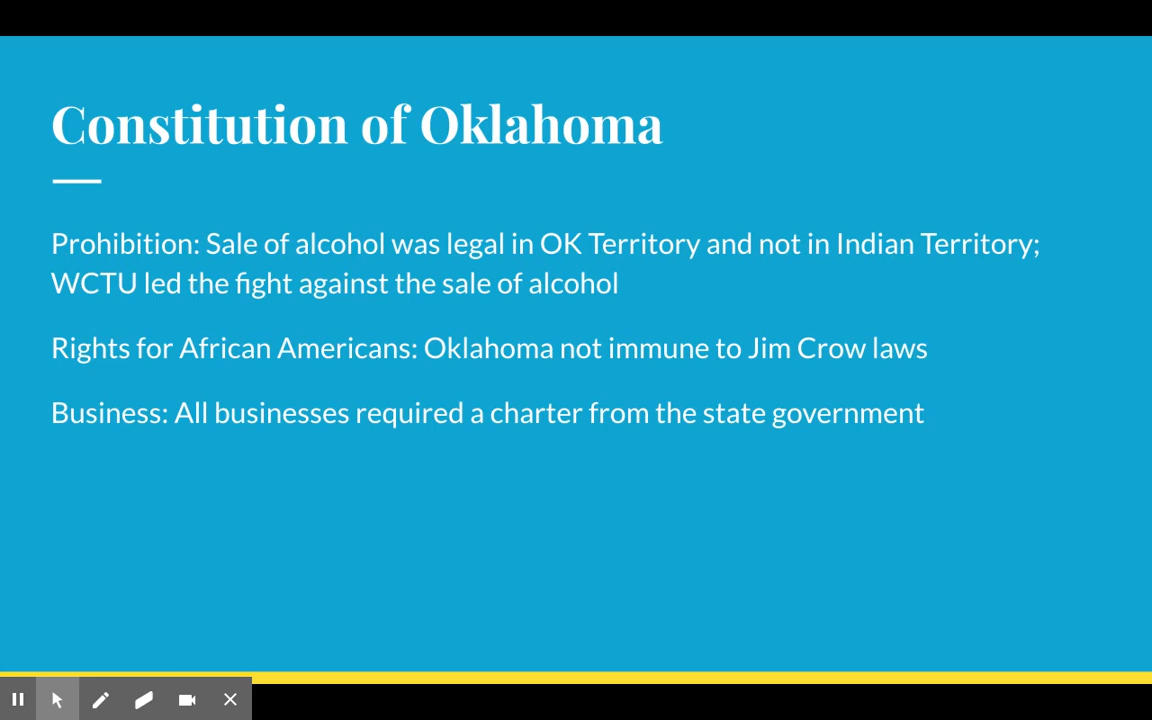 Constitution of Oklahoma
Prohibition: Sale of alcohol was legal in OK Territory and not in Indian Territory;
WCTU led the fight against the sale of alcohol
Rights for African Americans: Oklahoma not immune to Jim Crow laws
Business: All businesses required a charter from the state government